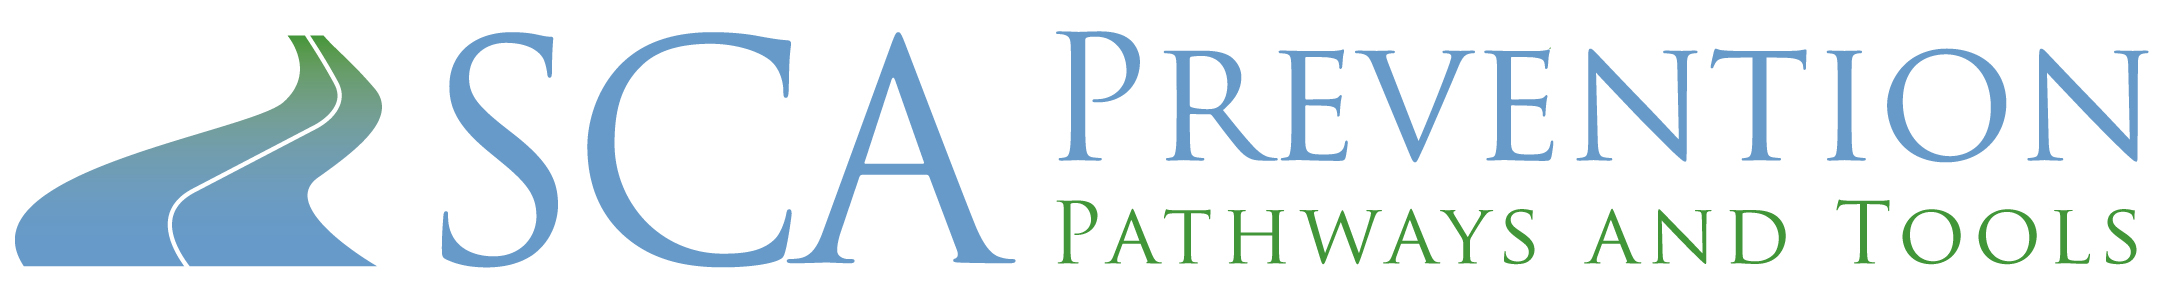 SCA PREVENTION
PATHWAYS AND TOOLS